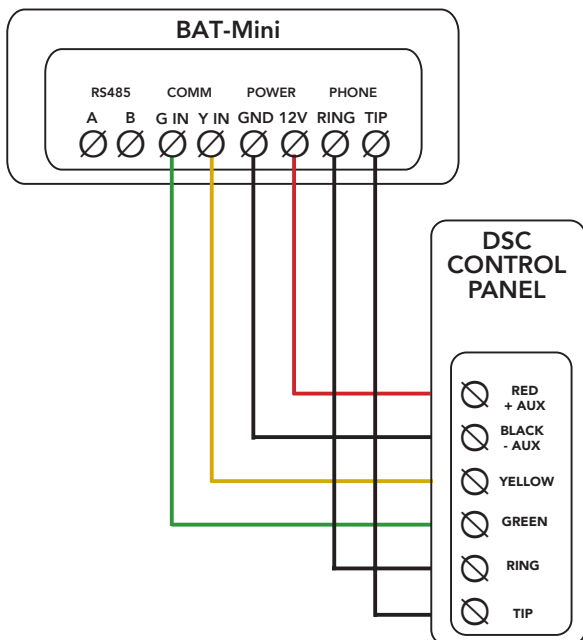 BAT-Mini
RS485 COMM POWER PHONE
A B G IN Y IN GND 12V RING TIP
DSC
CONTROL
PANEL
RED
+ AUX
BLACK
- AUX
YELLOW
GREEN
RING
TIP